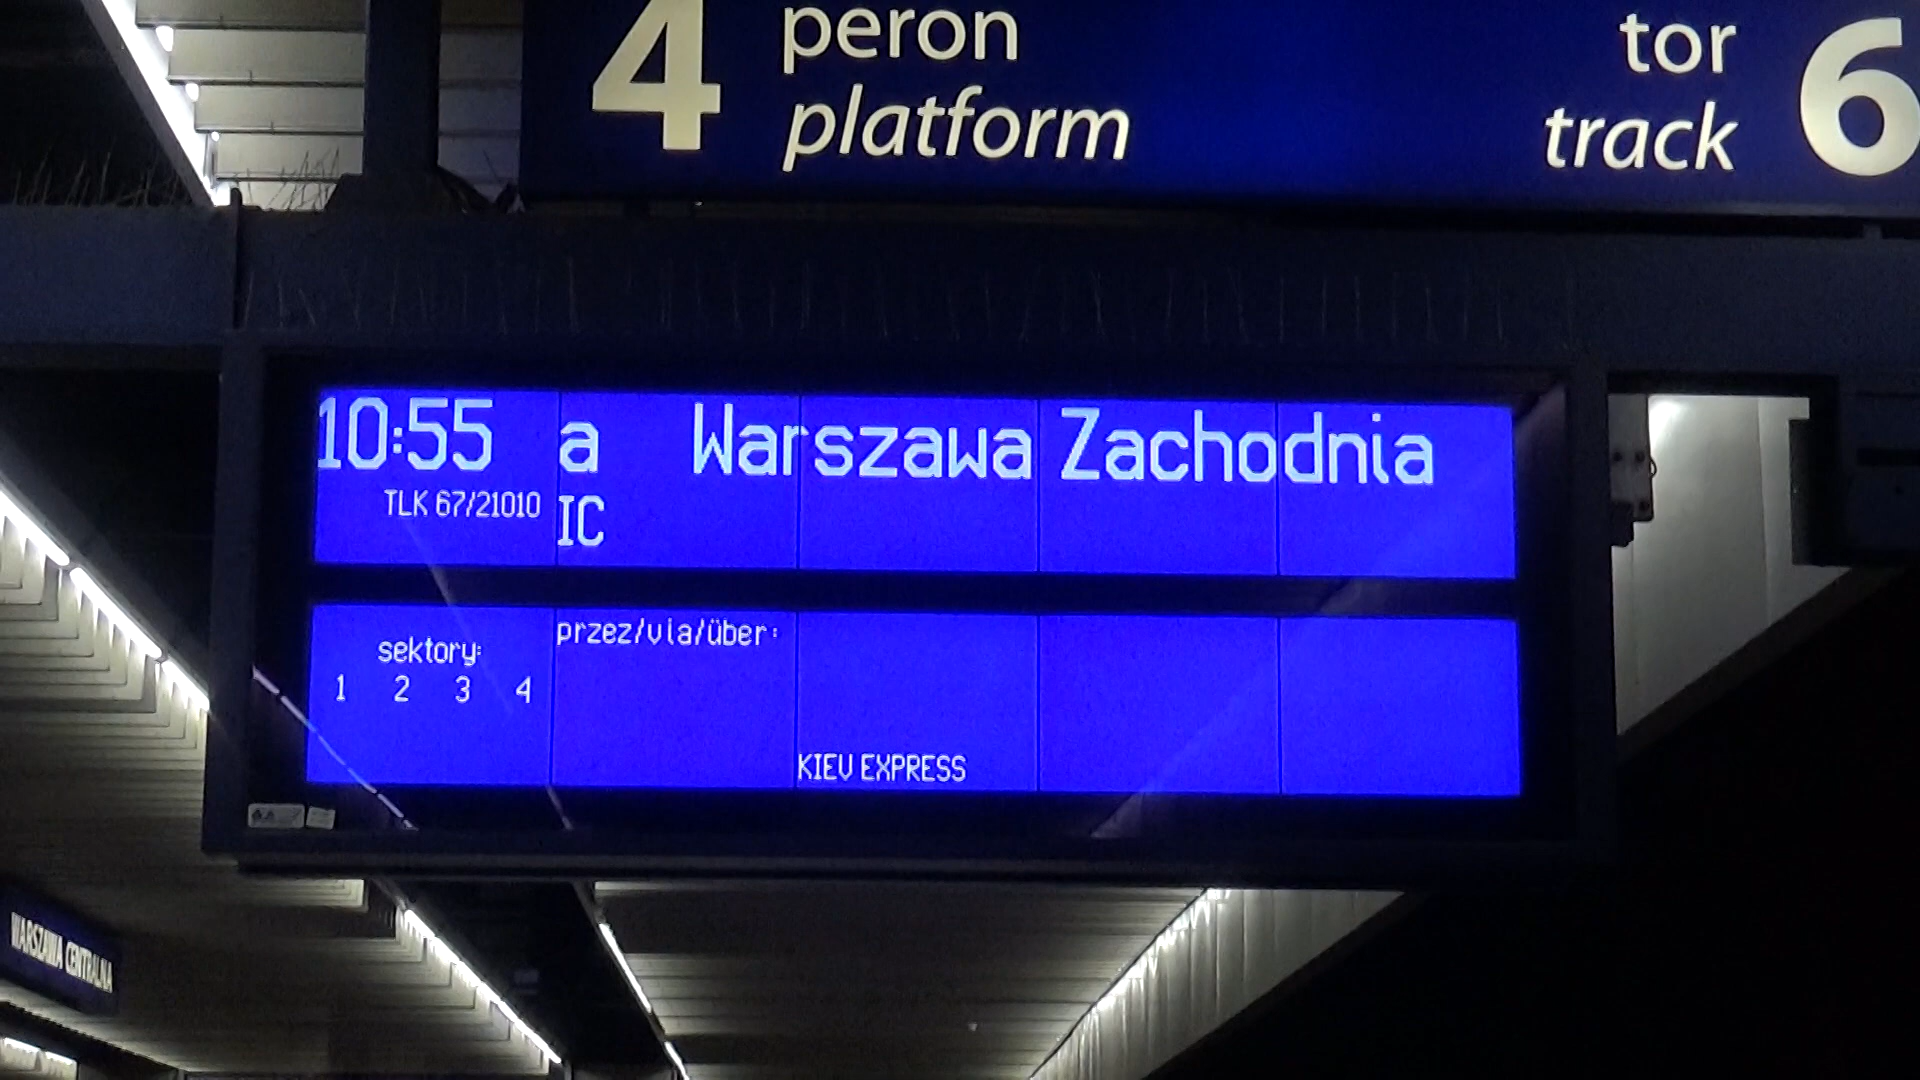 4 peron tor 6
platform track
10:55 a Warszawa Zachodnia
TLK 67/21010 IC
sektory: przez/via/über:
1 2 3 4
KIEV EXPRESS
WARSZAWA CENTRALNA